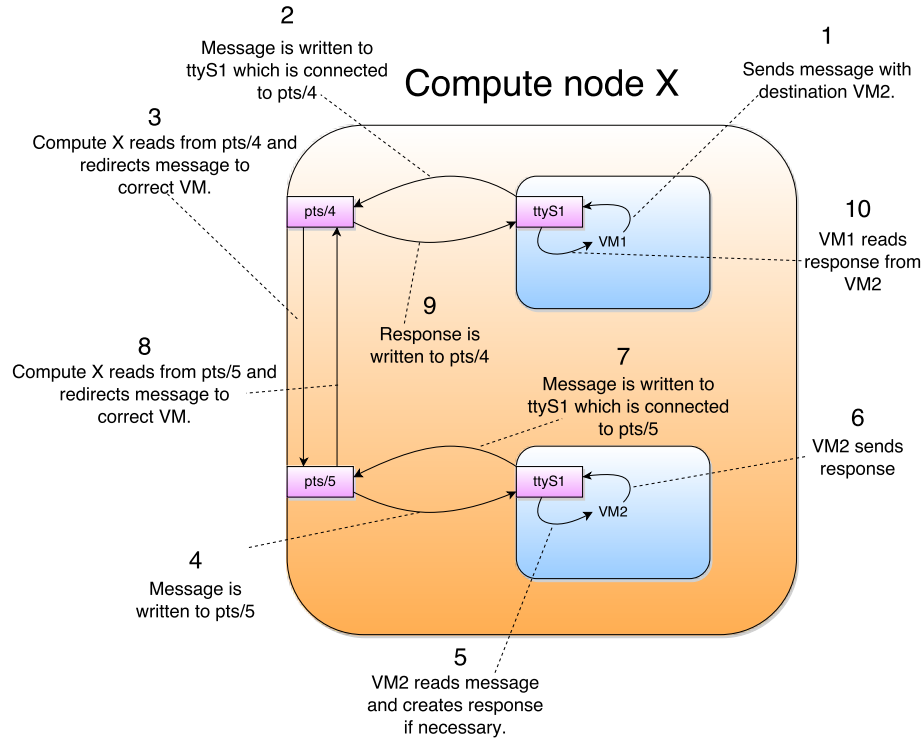 2
Message is written to
ttyS1 which is connected
to pts/4
1
Sends message with
destination VM2.
Compute node X
3
Compute X reads from pts/4 and
redirects message to
correct VM.
pts/4
ttyS1
VM1
10
VM1 reads
response from
VM2
9
Response is
written to pts/4
8
Compute X reads from pts/5 and
redirects message to
correct VM.
7
Message is written to
ttyS1 which is connected
to pts/5
6
VM2 sends
response
pts/5
ttyS1
VM2
4
Message is
written to pts/5
5
VM2 reads message
and creates response
if necessary.